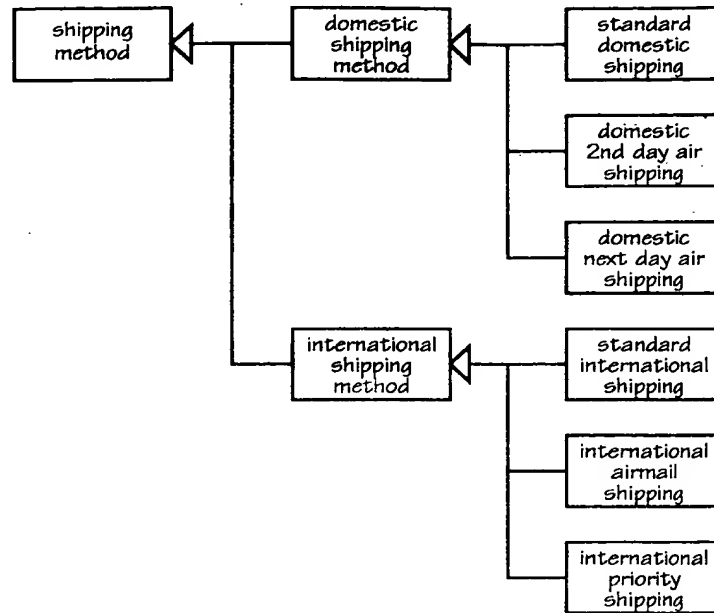 shipping
method
domestic
shipping
method
standard
domestic
shipping
domestic
2nd day air
shipping
domestic
next day air
shipping
international
shipping
method
standard
international
shipping
international
airmail
shipping
international
priority
shipping